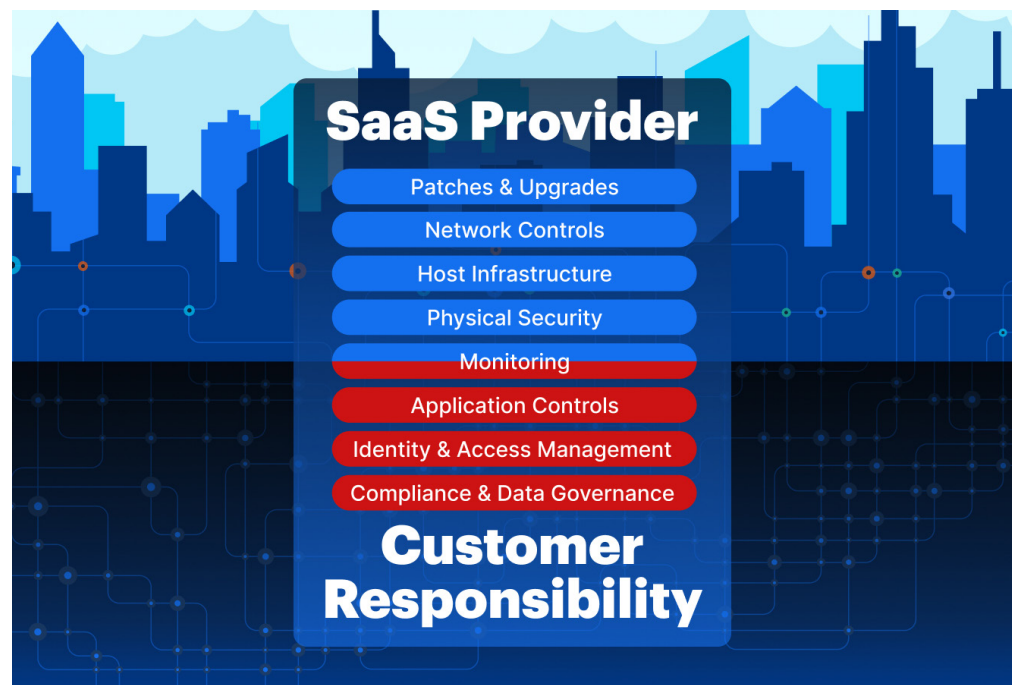 SaaS Provider
Patches & Upgrades
Network Controls
Host Infrastructure
Physical Security
Monitoring
Application Controls
Identity & Access Management
Compliance & Data Governance
Customer
Responsibility